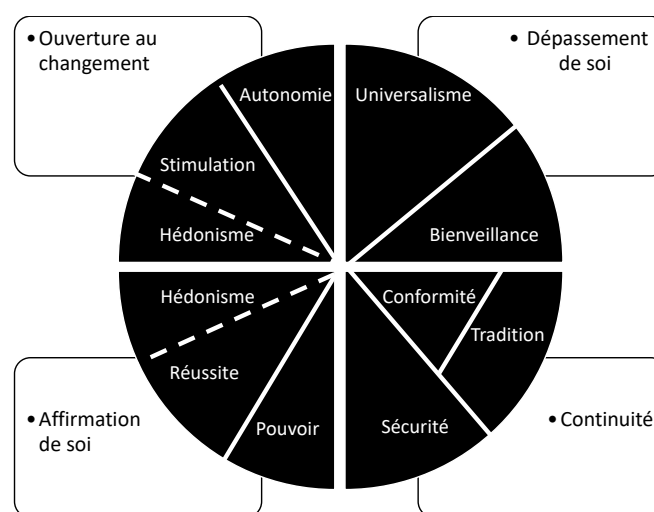 • Ouverture au
changement
• Dépassement
de soi
Autonomie
Universalisme
Stimulation
Hédonisme
Bienveillance
Hédonisme
Conformité
Tradition
Réussite
Pouvoir
Sécurité
• Affirmation
de soi
• Continuité